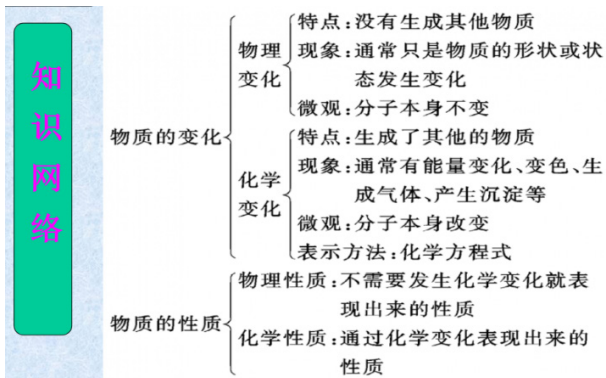 知识网络
物质的变化
物理变化
特点:没有生成其他物质
现象:通常只是物质的形状或状
态发生变化
微观:分子本身不变
化学变化
特点:生成了其他的物质
现象:通常有能量变化、变色、生
成气体、产生沉淀等
微观:分子本身改变
表示方法:化学方程式
物质的性质
物理性质:不需要发生化学变化就表
现出来的性质
化学性质:通过化学变化表现出来的
性质